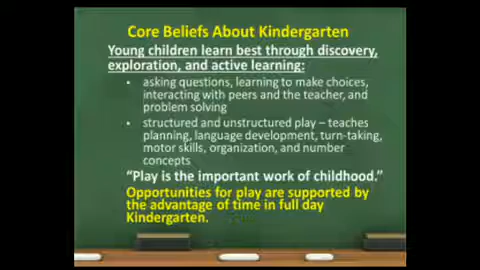 Core Beliefs About Kindergarten
Young children learn best through discovery,
exploration, and active learning:
• asking questions, learning to make choices,
interacting with peers and the teacher, and
problem solving
• structured and unstructured play – teaches
planning, language development, turn-taking,
motor skills, organization, and number
concepts
“Play is the important work of childhood.”
Opportunities for play are supported by
the advantage of time in full day
Kindergarten.